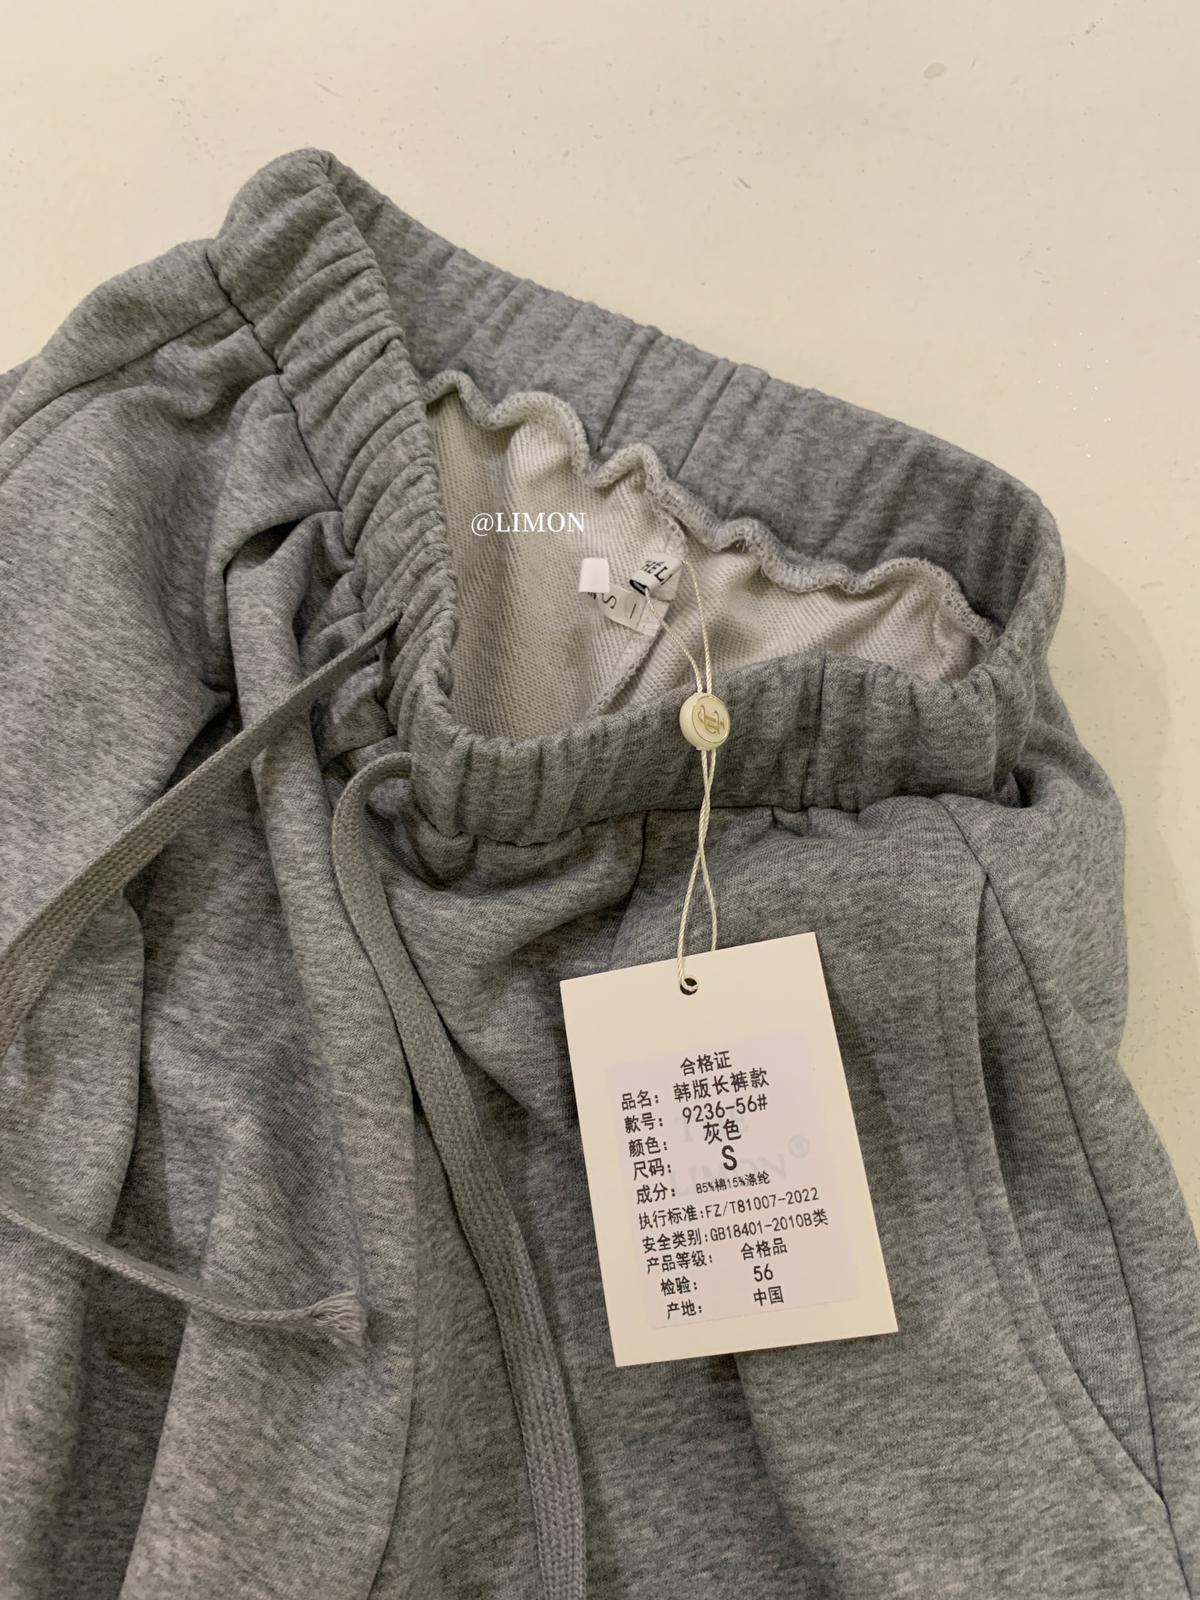 @LIMON
S
合格证
品名: 韩版长裤款
款号: 9236-56#
颜色: 灰色
尺码: S
成分: 85%棉15%涤纶
执行标准:FZ/T81007-2022
安全类别:GB18401-2010B类
产品等级: 合格品
检验: 56
产地: 中国